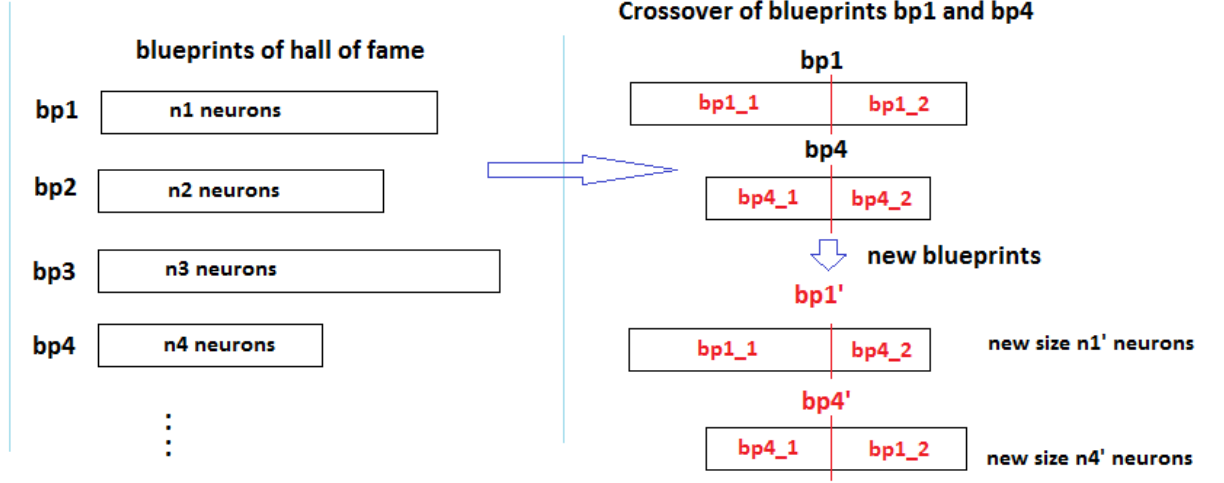 blueprints of hall of fame
bp1
n1 neurons
bp2
n2 neurons
bp3
n3 neurons
bp4
n4 neurons
Crossover of blueprints bp1 and bp4
bp1
bp1_1 bp1_2
bp4
bp4_1 bp4_2
new blueprints
bp1'
bp1_1 bp4_2
new size n1' neurons
bp4'
bp4_1 bp1_2
new size n4' neurons